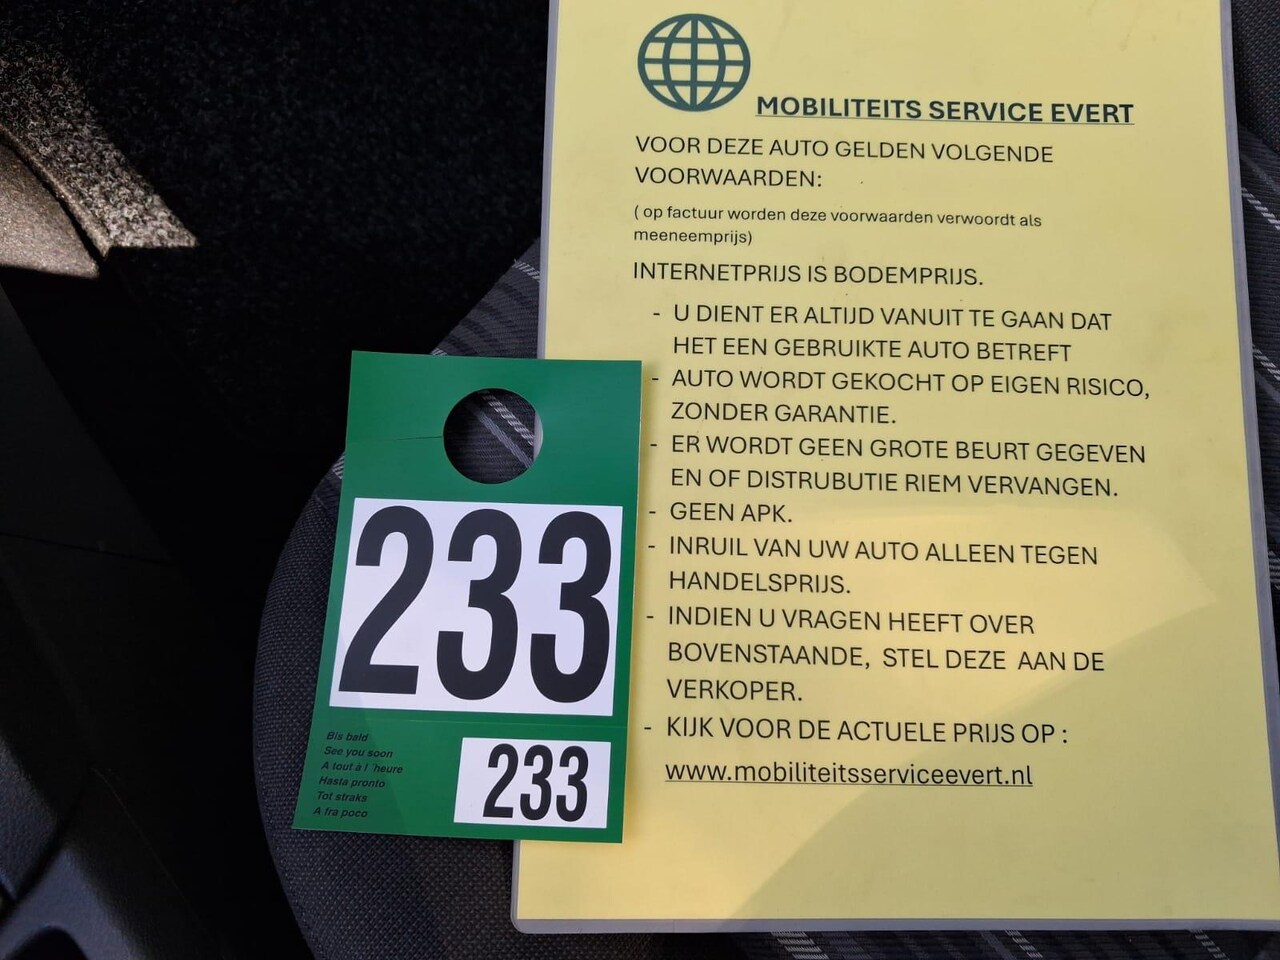 MOBILITEITS SERVICE EVERT
VOOR DEZE AUTO GELDEN VOLGENDE
VOORWAARDEN:
( op factuur worden deze voorwaarden verwoordt als
meeneemprijs)
INTERNETPRIJS IS BODEMPRIJS.
- U DIENT ER ALTIJD VANUIT TE GAAN DAT
HET EEN GEBRUIKTE AUTO BETREFT
- AUTO WORDT GEKOCHT OP EIGEN RISICO,
ZONDER GARANTIE.
- ER WORDT GEEN GROTE BEURT GEGEVEN
EN OF DISTRUBUTIE RIEM VERVANGEN.
- GEEN APK.
- INRUIL VAN UW AUTO ALLEEN TEGEN
HANDELSPRIJS.
- INDIEN U VRAGEN HEEFT OVER
BOVENSTAANDE, STEL DEZE AAN DE
VERKOPER.
- KIJK VOOR DE ACTUELE PRIJS OP :
www.mobiliteitsserviceevert.nl
233
Bis bald
See you soon
A tout à l ´heure
Hasta pronto
Tot straks
A fra poco
233